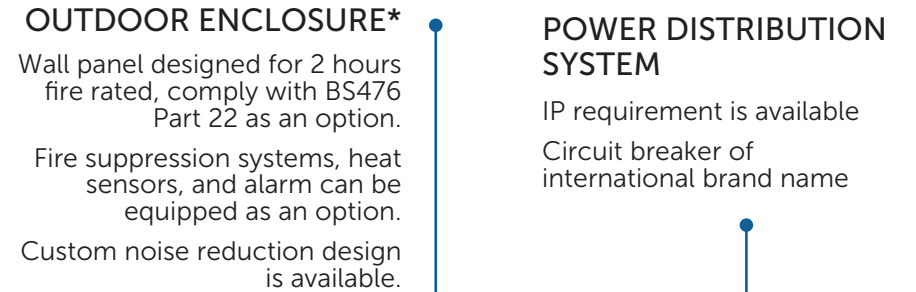 OUTDOOR ENCLOSURE*
Wall panel designed for 2 hours
fire rated, comply with BS476
Part 22 as an option.
Fire suppression systems, heat
sensors, and alarm can be
equipped as an option.
Custom noise reduction design
is available.
POWER DISTRIBUTION
SYSTEM
IP requirement is available
Circuit breaker of
international brand name